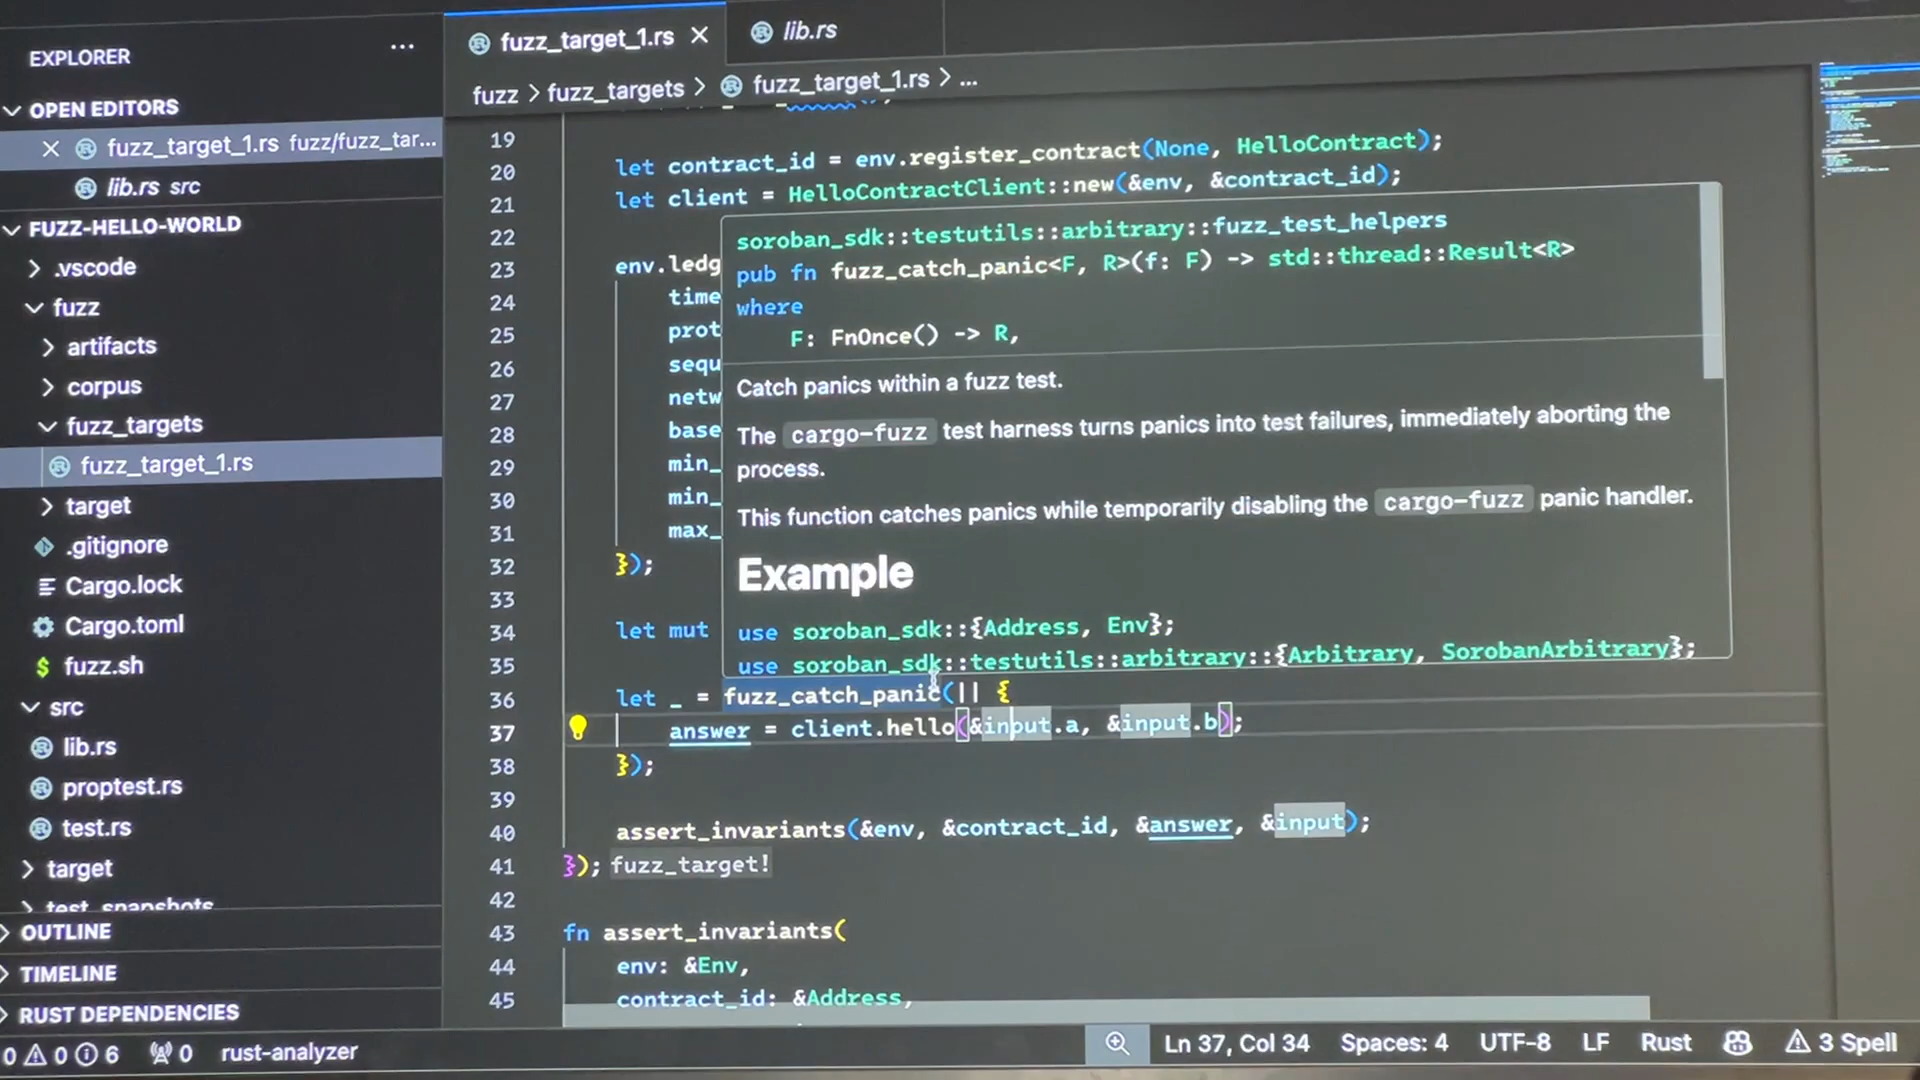 EXPLORER
...
OPEN EDITORS
fuzz_target_1.rs fuzz/fuzz_tar...
lib.rs src
FUZZ-HELLO-WORLD
.vscode
fuzz
artifacts
corpus
fuzz_targets
fuzz_target_1.rs
target
.gitignore
Cargo.lock
Cargo.toml
fuzz.sh
src
lib.rs
proptest.rs
test.rs
target
test_snapshots
OUTLINE
TIMELINE
RUST DEPENDENCIES
fuzz_target_1.rs
lib.rs
fuzz > fuzz_targets > fuzz_target_1.rs > ...
19
20 let contract_id = env.register_contract(None, HelloContract);
21 let client = HelloContractClient::new(&env, &contract_id);
22
23 env.ledg
24 time
25 prot
26 sequ
27 netw
28 base
29 min_
30 min_
31 max_
32 });
33
34 let mut
35
soroban_sdk::testutils::arbitrary::fuzz_test_helpers
pub fn fuzz_catch_panic<F, R>(f: F) -> std::thread::Result<R>
where
F: FnOnce() -> R,
Catch panics within a fuzz test.
The cargo-fuzz test harness turns panics into test failures, immediately aborting the
process.
This function catches panics while temporarily disabling the cargo-fuzz panic handler.
Example
use soroban_sdk::{Address, Env};
use soroban_sdk::testutils::arbitrary::{Arbitrary, SorobanArbitrary};
36 let _ = fuzz_catch_panic(|| {
37 answer = client.hello(&input.a, &input.b);
38 });
39
40 assert_invariants(&env, &contract_id, &answer, &input);
41 }); fuzz_target!
42
43 fn assert_invariants(
44 env: &Env,
45 contract_id: &Address,
0 0 6 0 rust-analyzer Ln 37, Col 34 Spaces: 4 UTF-8 LF Rust 3 Spell